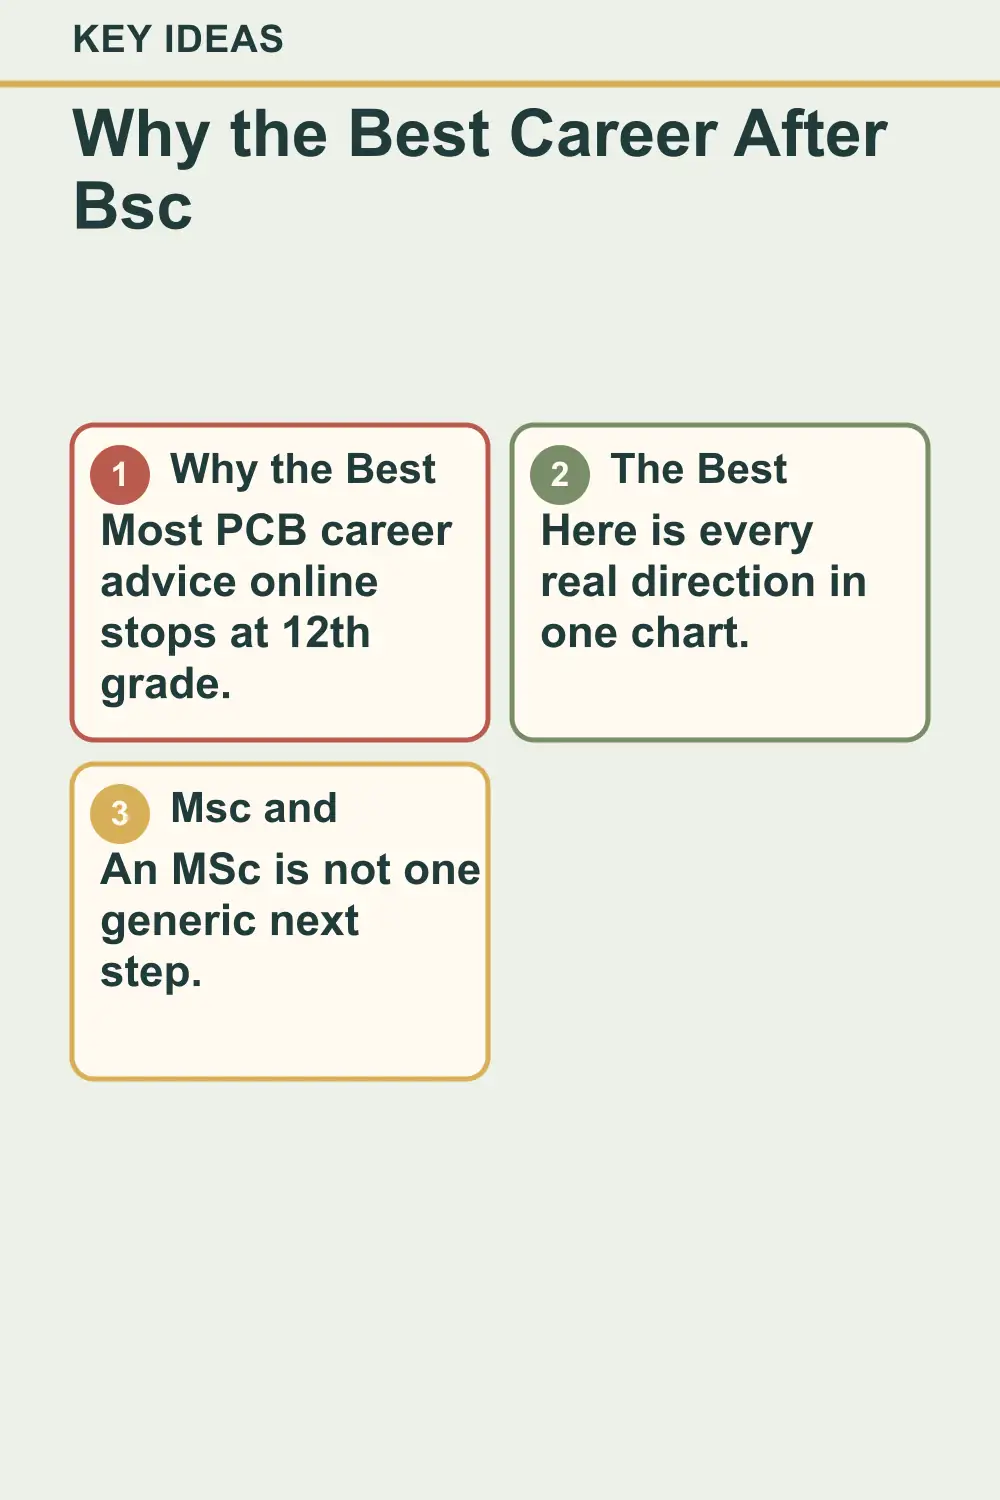 KEY IDEAS
Why the Best Career After
Bsc
1 Why the Best
Most PCB career
advice online
stops at 12th
grade.
2 The Best
Here is every
real direction in
one chart.
3 Msc and
An MSc is not one
generic next
step.